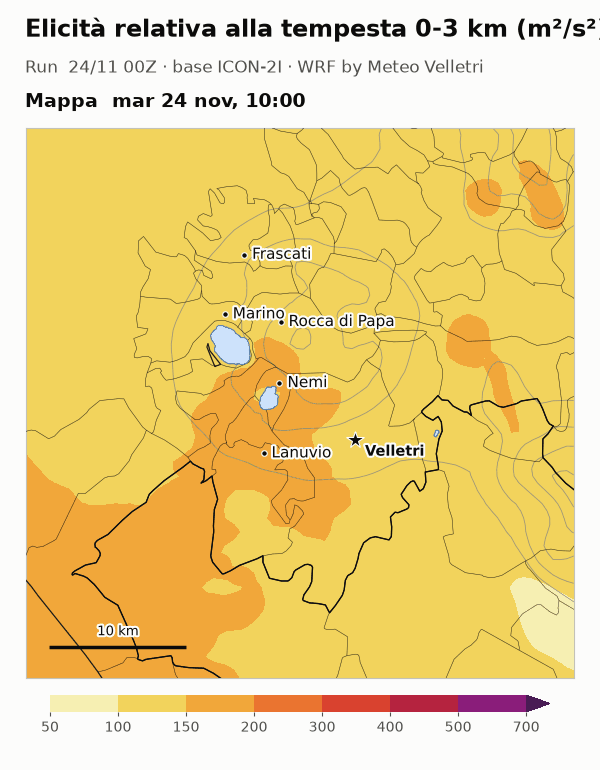 Elicità relativa alla tempesta 0-3 km (m²/s²)
Run 24/11 00Z · base ICON-2I · WRF by Meteo Velletri
Mappa mar 24 nov, 10:00
Frascati
Marino
Rocca di Papa
Nemi
Velletri
Lanuvio
10 km
50 100 150 200 300 400 500 700